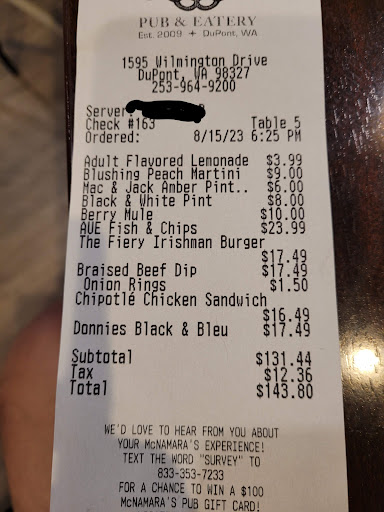 PUB & EATERY
Est. 2009 + DuPont, WA
1595 Wilmington Drive
DuPont, WA 98327
253-964-9200
Server:
Check #163 Table 5
Ordered: 8/15/23 6:25 PM
Adult Flavored Lemonade $3.99
Blushing Peach Martini $9.00
Mac & Jack Amber Pint.. $6.00
Black & White Pint $8.00
Berry Mule $10.00
AUE Fish & Chips $23.99
The Fiery Irishman Burger
$17.49
Braised Beef Dip $17.49
Onion Rings $1.50
Chipotlé Chicken Sandwich
$16.49
Donnies Black & Bleu $17.49
Subtotal $131.44
Tax $12.36
Total $143.80
WE'D LOVE TO HEAR FROM YOU ABOUT
YOUR McNAMARA'S EXPERIENCE!
TEXT THE WORD "SURVEY" TO
833-353-7233
FOR A CHANCE TO WIN A $100
McNAMARA'S PUB GIFT CARD!